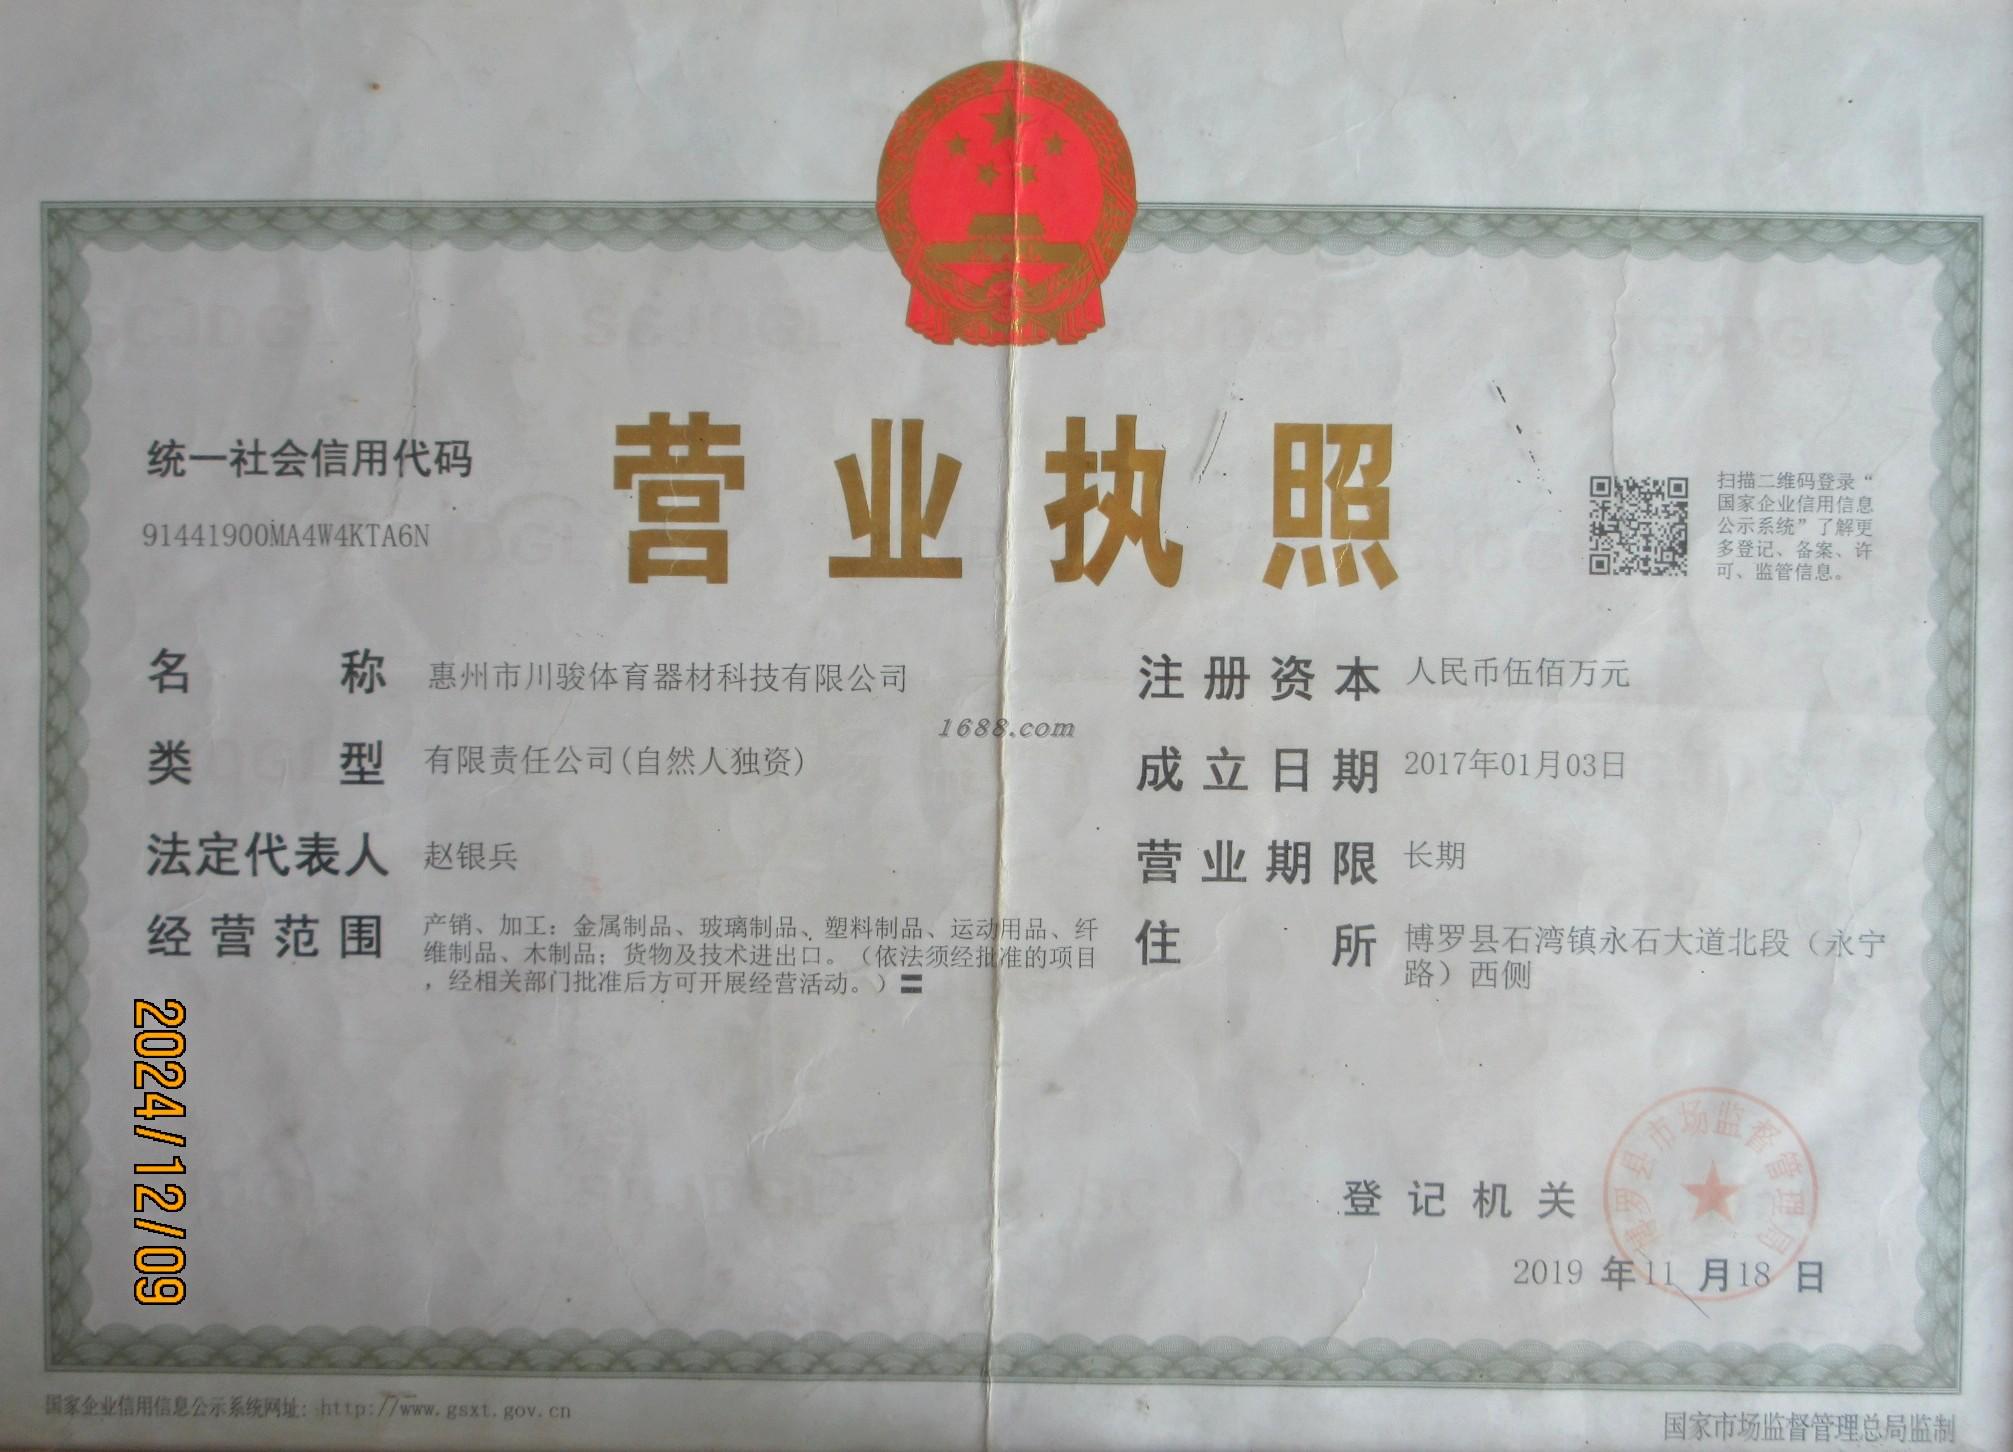 营业执照
统一社会信用代码
91441900MA4W4KTA6N
扫描二维码登录“
国家企业信用信息
公示系统”了解更
多登记、备案、许
可、监管信息。
名称 惠州市川骏体育器材科技有限公司
类型 有限责任公司(自然人独资)
法定代表人 赵银兵
经营范围 产销、加工：金属制品、玻璃制品、塑料制品、运动用品、纤
维制品、木制品；货物及技术进出口。（依法须经批准的项目
，经相关部门批准后方可开展经营活动。）〓
注册资本 人民币伍佰万元
成立日期 2017年01月03日
营业期限 长期
住所 博罗县石湾镇永石大道北段（永宁
路）西侧
1688.com
登记机关
博罗县市场监督管理局
2019年11月18日
2024/12/09
国家企业信用信息公示系统网址：http://www.gsxt.gov.cn
国家市场监督管理总局监制